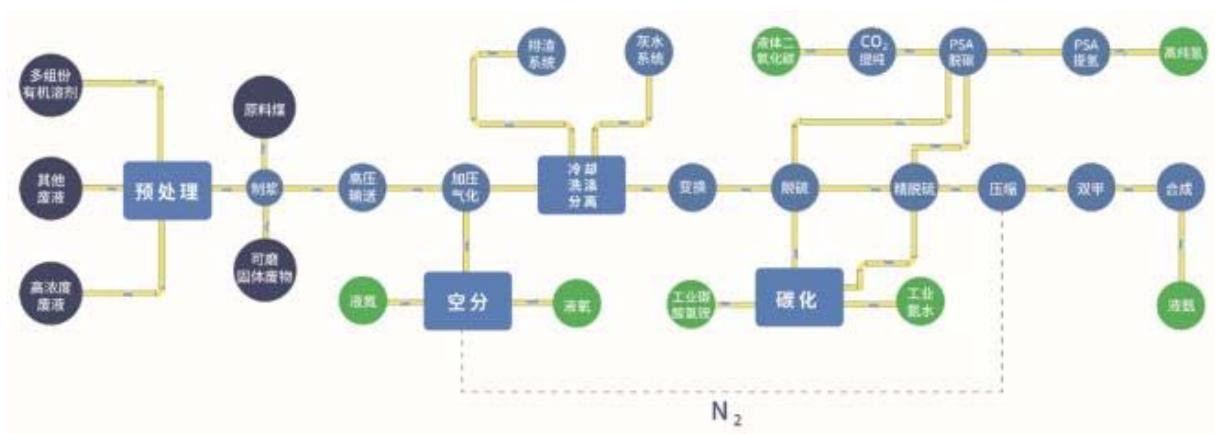 多组份
有机溶剂
其他
废液
高浓度
废液
预处理
原料煤
制浆
可磨
固体废物
高压
输送
加压
气化
排渣
系统
灰水
系统
冷却
洗涤
分离
液氮
空分
液氧
变换
脱硫
精脱硫
压缩
双甲
合成
液体二
氧化碳
CO₂
提纯
PSA
脱碳
PSA
提氢
高纯氢
工业碳
酸氢铵
碳化
工业
氨水
液氨
N₂